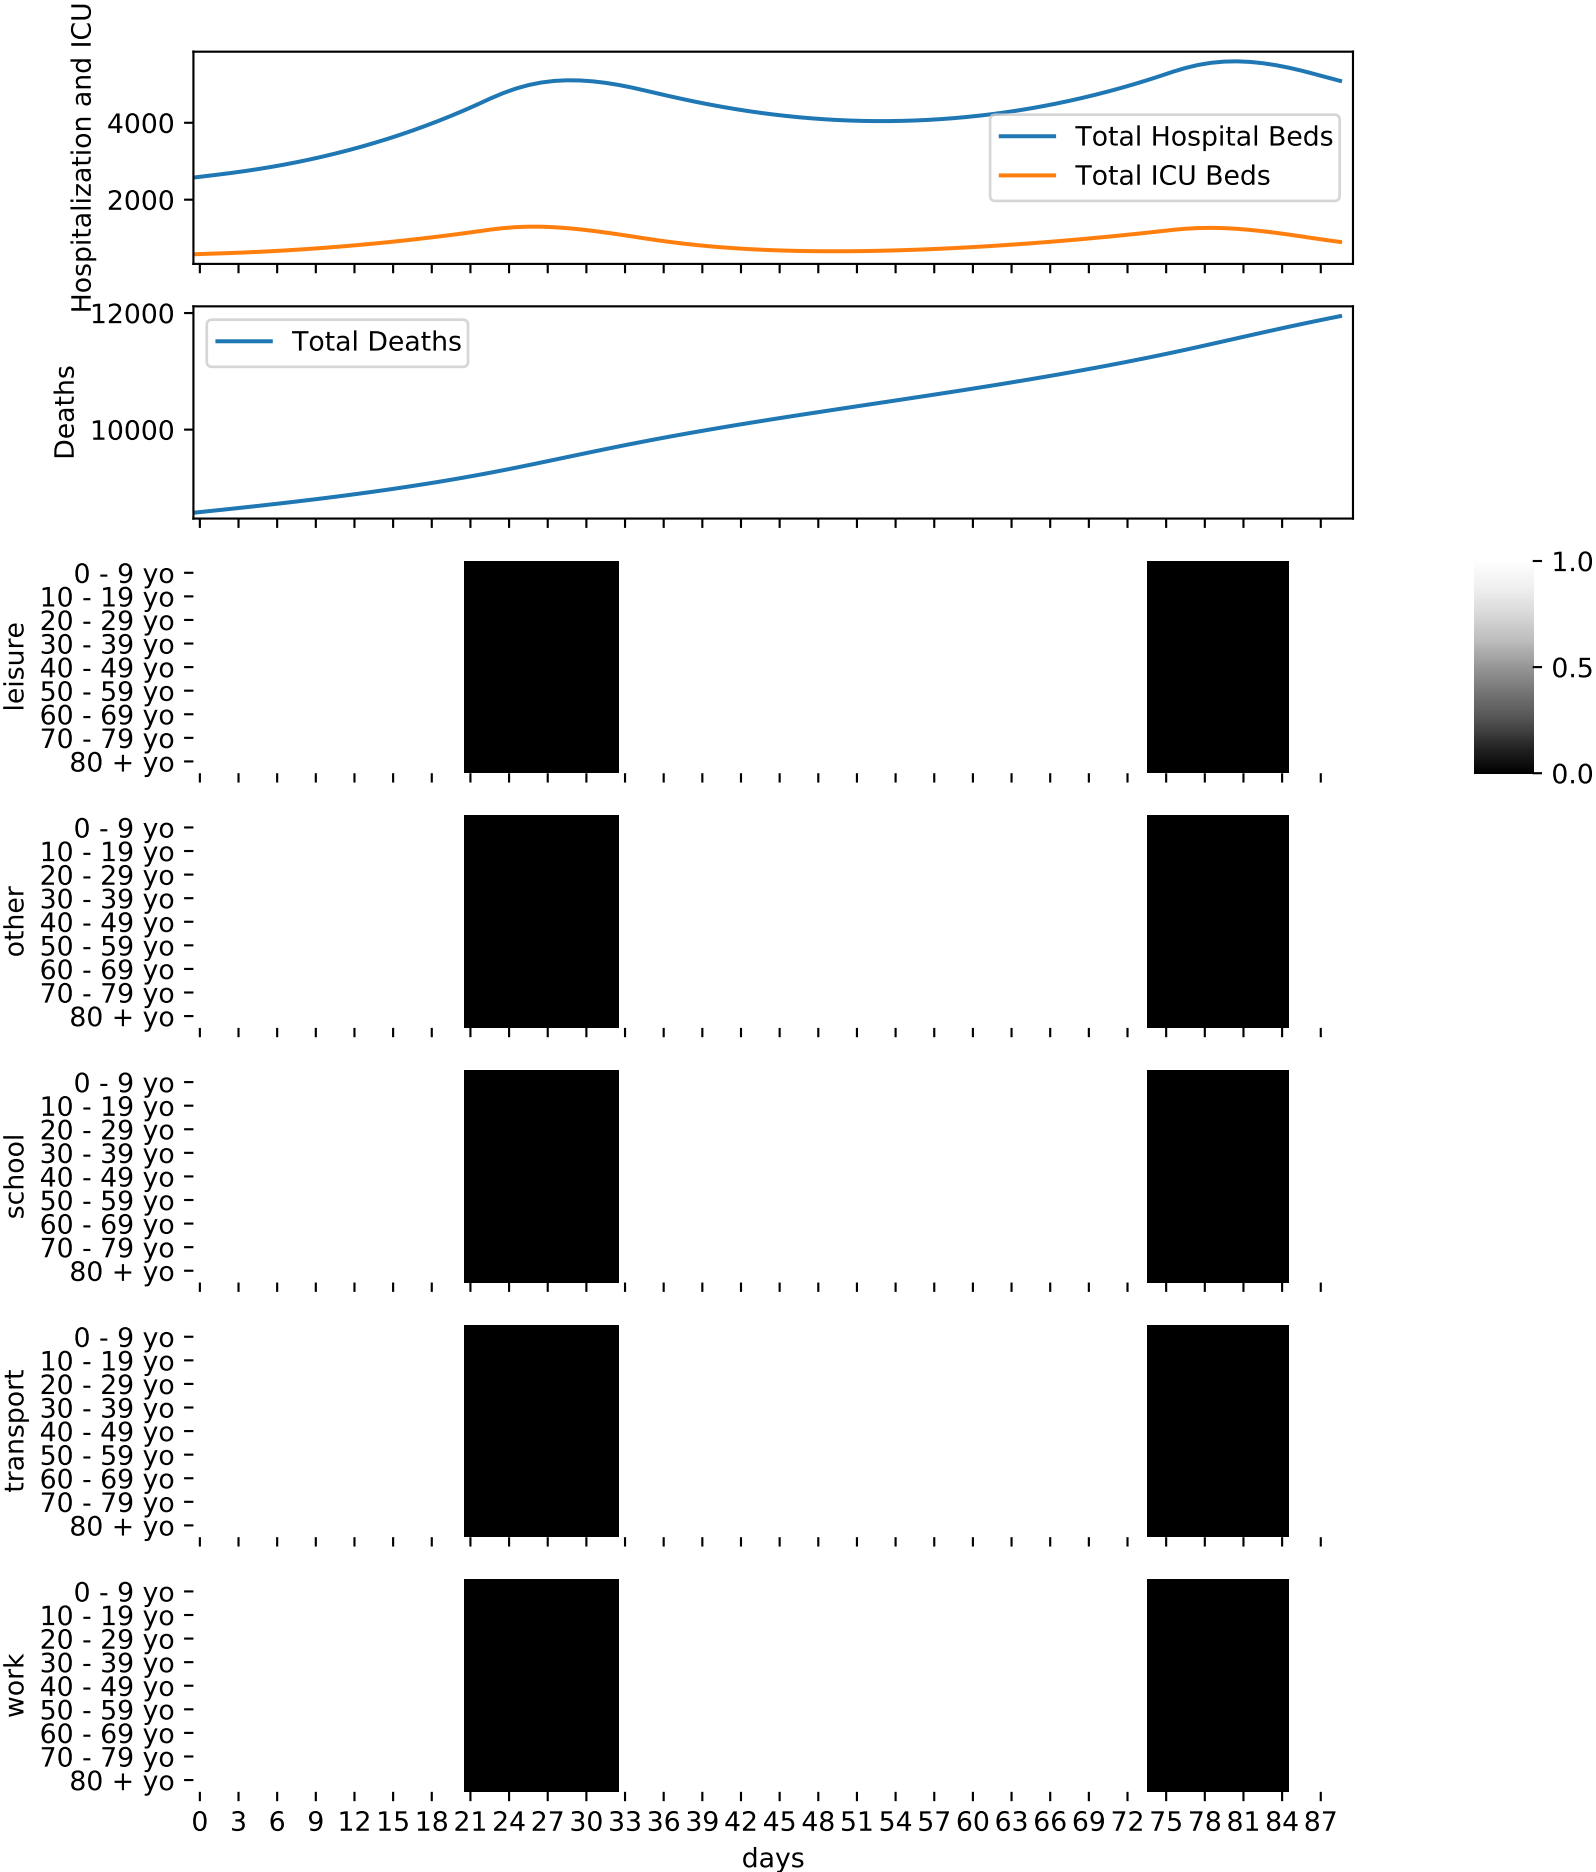 Hospitalization and ICU
4000
2000
Total Hospital Beds
Total ICU Beds
Deaths
12000
10000
Total Deaths
leisure
0 - 9 yo
10 - 19 yo
20 - 29 yo
30 - 39 yo
40 - 49 yo
50 - 59 yo
60 - 69 yo
70 - 79 yo
80 + yo
1.0
0.5
0.0
other
0 - 9 yo
10 - 19 yo
20 - 29 yo
30 - 39 yo
40 - 49 yo
50 - 59 yo
60 - 69 yo
70 - 79 yo
80 + yo
school
0 - 9 yo
10 - 19 yo
20 - 29 yo
30 - 39 yo
40 - 49 yo
50 - 59 yo
60 - 69 yo
70 - 79 yo
80 + yo
transport
0 - 9 yo
10 - 19 yo
20 - 29 yo
30 - 39 yo
40 - 49 yo
50 - 59 yo
60 - 69 yo
70 - 79 yo
80 + yo
work
0 - 9 yo
10 - 19 yo
20 - 29 yo
30 - 39 yo
40 - 49 yo
50 - 59 yo
60 - 69 yo
70 - 79 yo
80 + yo
0 3 6 9 12 15 18 21 24 27 30 33 36 39 42 45 48 51 54 57 60 63 66 69 72 75 78 81 84 87
days